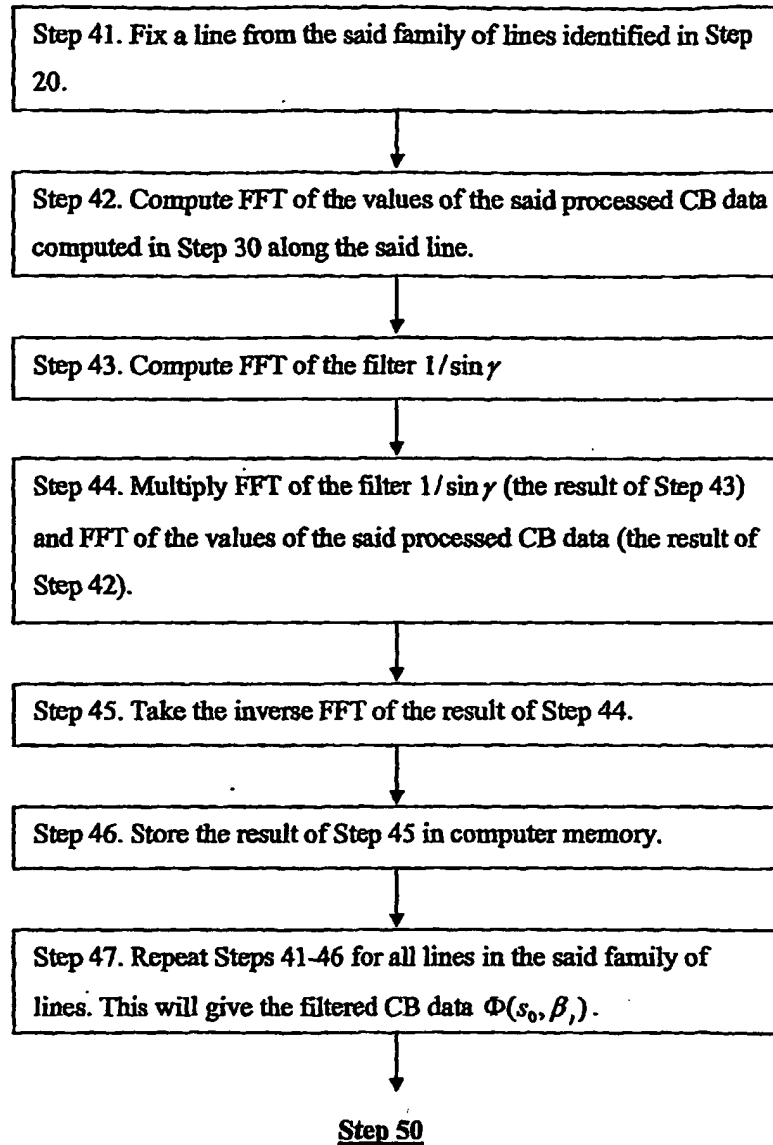 Step 41. Fix a line from the said family of lines identified in Step
20.
Step 42. Compute FFT of the values of the said processed CB data
computed in Step 30 along the said line.
Step 43. Compute FFT of the filter 1/sin γ
Step 44. Multiply FFT of the filter 1/sin γ (the result of Step 43)
and FFT of the values of the said processed CB data (the result of
Step 42).
Step 45. Take the inverse FFT of the result of Step 44.
Step 46. Store the result of Step 45 in computer memory.
Step 47. Repeat Steps 41-46 for all lines in the said family of
lines. This will give the filtered CB data Φ(s₀, βⱼ).
Step 50